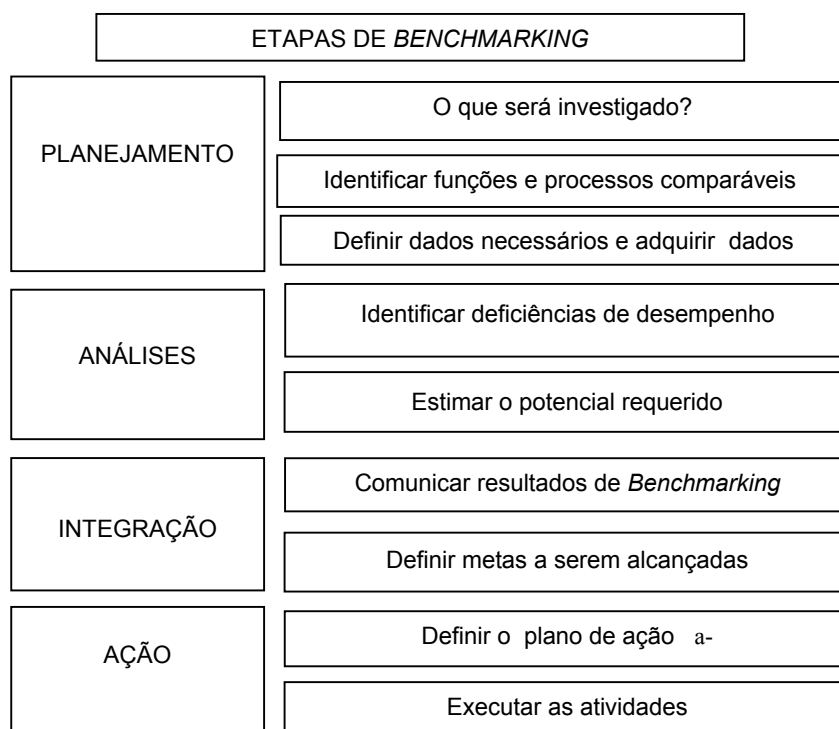 ETAPAS DE BENCHMARKING
PLANEJAMENTO
O que será investigado?
Identificar funções e processos comparáveis
Definir dados necessários e adquirir dados
ANÁLISES
Identificar deficiências de desempenho
Estimar o potencial requerido
INTEGRAÇÃO
Comunicar resultados de Benchmarking
Definir metas a serem alcançadas
AÇÃO
Definir o plano de ação a-
Executar as atividades